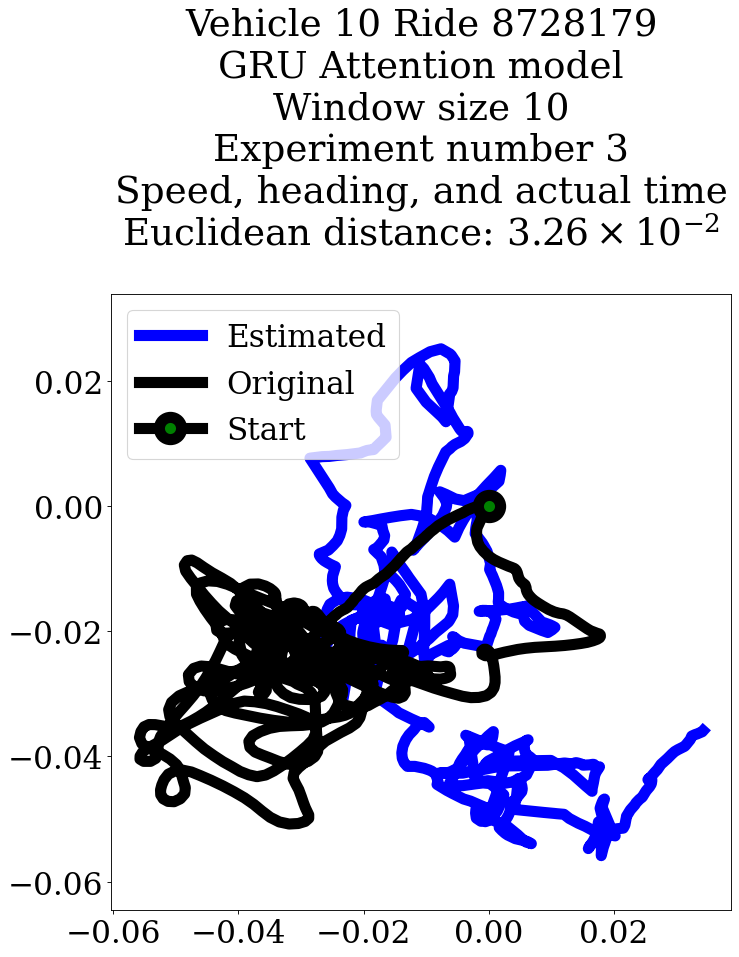 Vehicle 10 Ride 8728179
GRU Attention model
Window size 10
Experiment number 3
Speed, heading, and actual time
Euclidean distance: 3.26 × 10⁻²
Estimated
Original
Start
0.02
0.00
−0.02
−0.04
−0.06
−0.06 −0.04 −0.02 0.00 0.02